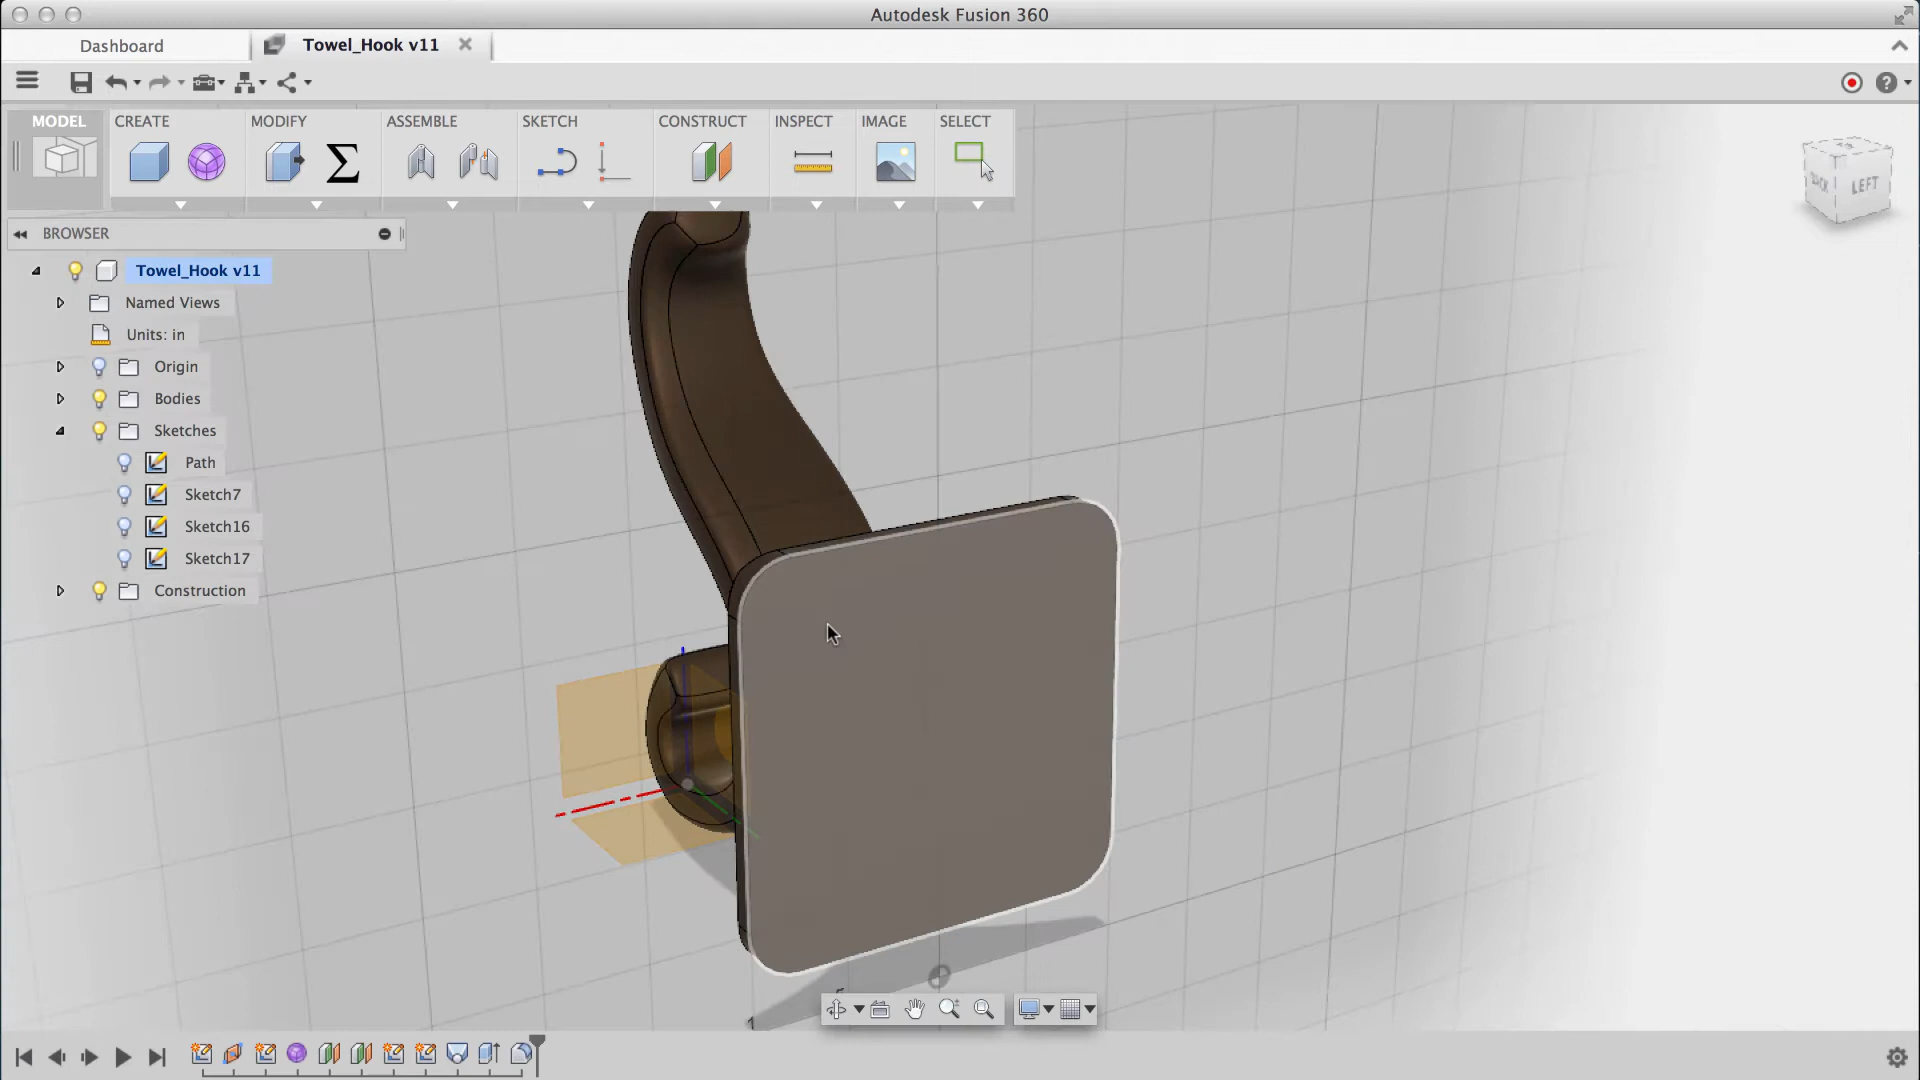 Autodesk Fusion 360
Dashboard
Towel_Hook v11
MODEL
CREATE
MODIFY
ASSEMBLE
SKETCH
CONSTRUCT
INSPECT
IMAGE
SELECT
BROWSER
Towel_Hook v11
Named Views
Units: in
Origin
Bodies
Sketches
Path
Sketch7
Sketch16
Sketch17
Construction
LEFT